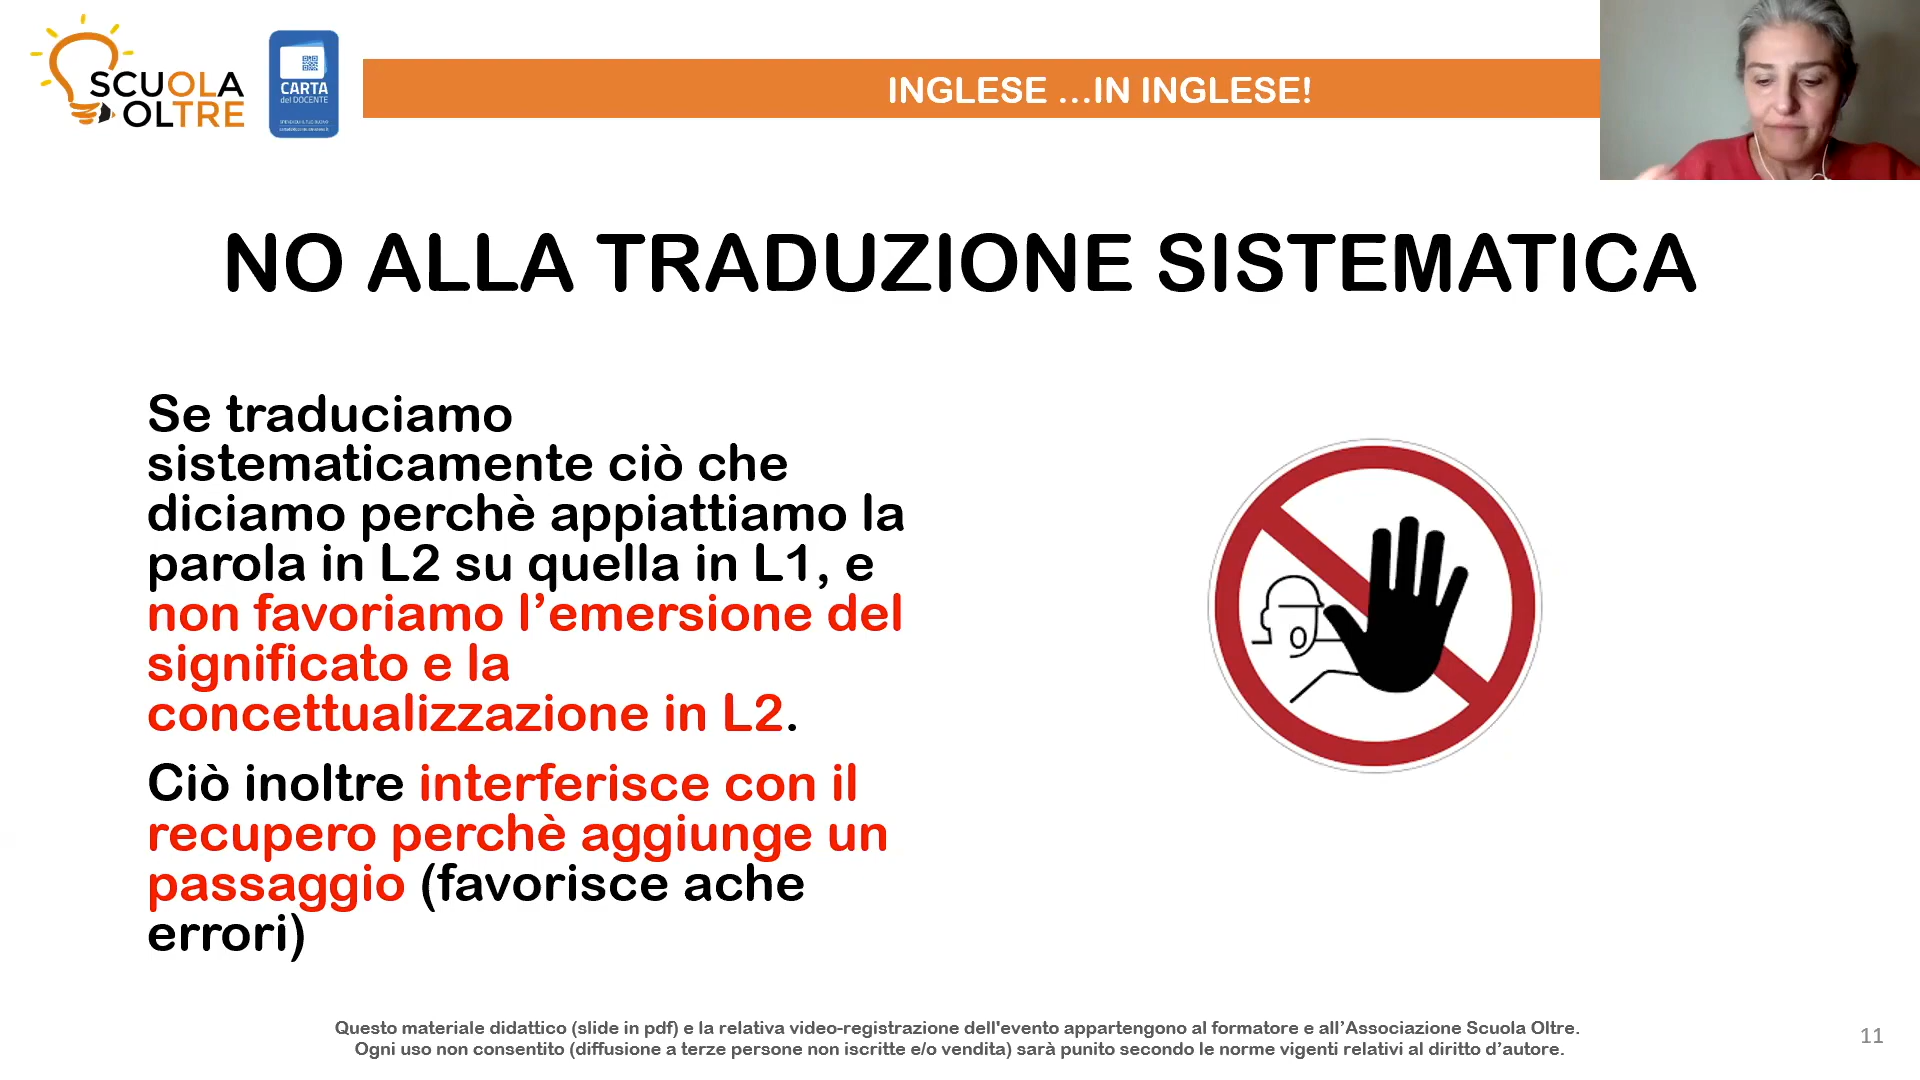 SCUOLA
OLTRE
CARTA
del DOCENTE
INGLESE ...IN INGLESE!
NO ALLA TRADUZIONE SISTEMATICA
Se traduciamo
sistematicamente ciò che
diciamo perchè appiattiamo la
parola in L2 su quella in L1, e
non favoriamo l’emersione del
significato e la
concettualizzazione in L2.
Ciò inoltre interferisce con il
recupero perchè aggiunge un
passaggio (favorisce ache
errori)
Questo materiale didattico (slide in pdf) e la relativa video-registrazione dell'evento appartengono al formatore e all’Associazione Scuola Oltre.
Ogni uso non consentito (diffusione a terze persone non iscritte e/o vendita) sarà punito secondo le norme vigenti relativi al diritto d’autore.
11